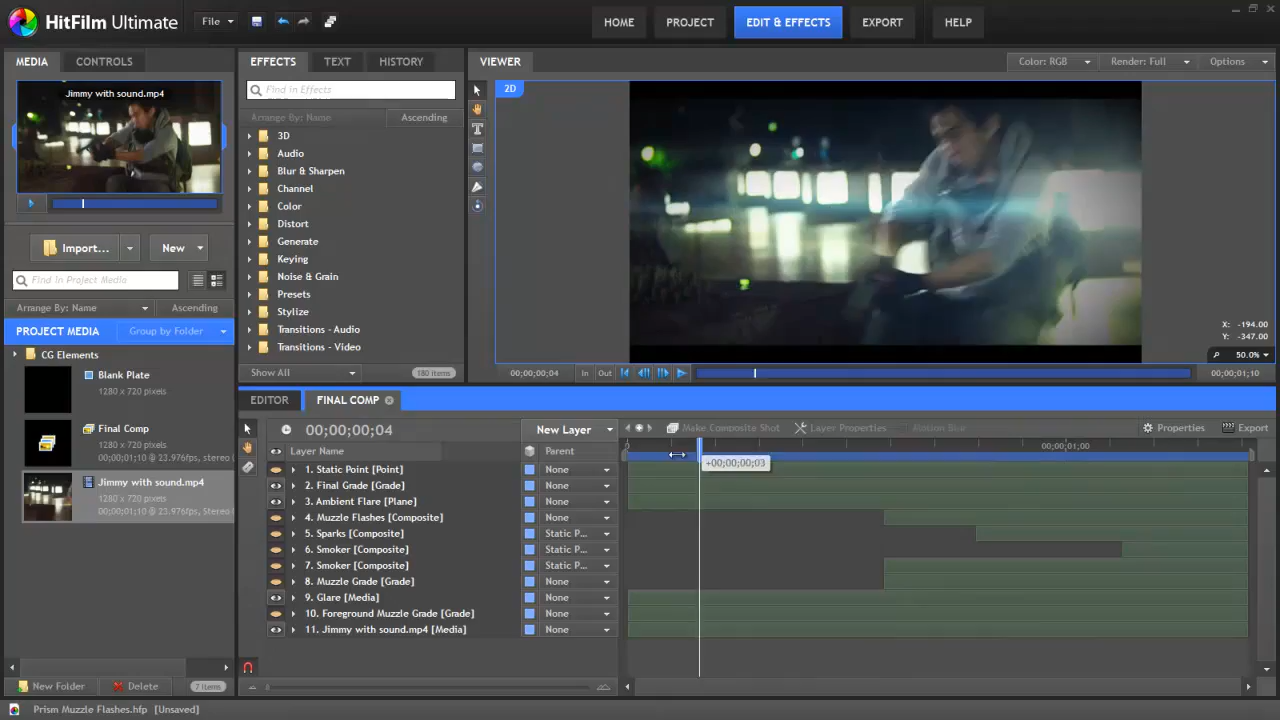 HitFilm Ultimate
File
HOME
PROJECT
EDIT & EFFECTS
EXPORT
HELP
MEDIA
CONTROLS
Jimmy with sound.mp4
Import...
New
Find in Project Media
Arrange By: Name
Ascending
PROJECT MEDIA
Group by Folder
CG Elements
Blank Plate
1280 x 720 pixels
Final Comp
1280 x 720 pixels
00;00;01;10 @ 23.976fps, Stereo
Jimmy with sound.mp4
1280 x 720 pixels
00;00;01;10 @ 23.976fps, Stereo
New Folder
Delete
7 items
EFFECTS
TEXT
HISTORY
Find in Effects
Arrange By: Name
Ascending
3D
Audio
Blur & Sharpen
Channel
Color
Distort
Generate
Keying
Noise & Grain
Presets
Stylize
Transitions - Audio
Transitions - Video
Show All
180 items
VIEWER
Color: RGB
Render: Full
Options
2D
X: -194.00
Y: -347.00
50.0%
00;00;00;04
In
Out
00;00;01;10
EDITOR
FINAL COMP
00;00;00;04
New Layer
Make Composite Shot
Layer Properties
Motion Blur
Properties
Export
Layer Name
Parent
0
00;00;01;00
+00;00;00;03
1. Static Point [Point]
None
2. Final Grade [Grade]
None
3. Ambient Flare [Plane]
None
4. Muzzle Flashes [Composite]
None
5. Sparks [Composite]
Static P...
6. Smoker [Composite]
Static P...
7. Smoker [Composite]
Static P...
8. Muzzle Grade [Grade]
None
9. Glare [Media]
None
10. Foreground Muzzle Grade [Grade]
None
11. Jimmy with sound.mp4 [Media]
None
Prism Muzzle Flashes.hfp [Unsaved]